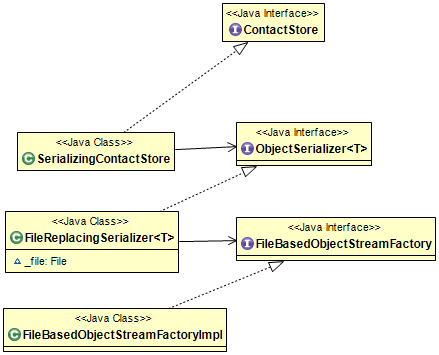 <<Java Interface>>
ContactStore
<<Java Class>>
SerializingContactStore
<<Java Interface>>
ObjectSerializer<T>
<<Java Class>>
FileReplacingSerializer<T>
_file: File
<<Java Interface>>
FileBasedObjectStreamFactory
<<Java Class>>
FileBasedObjectStreamFactoryImpl